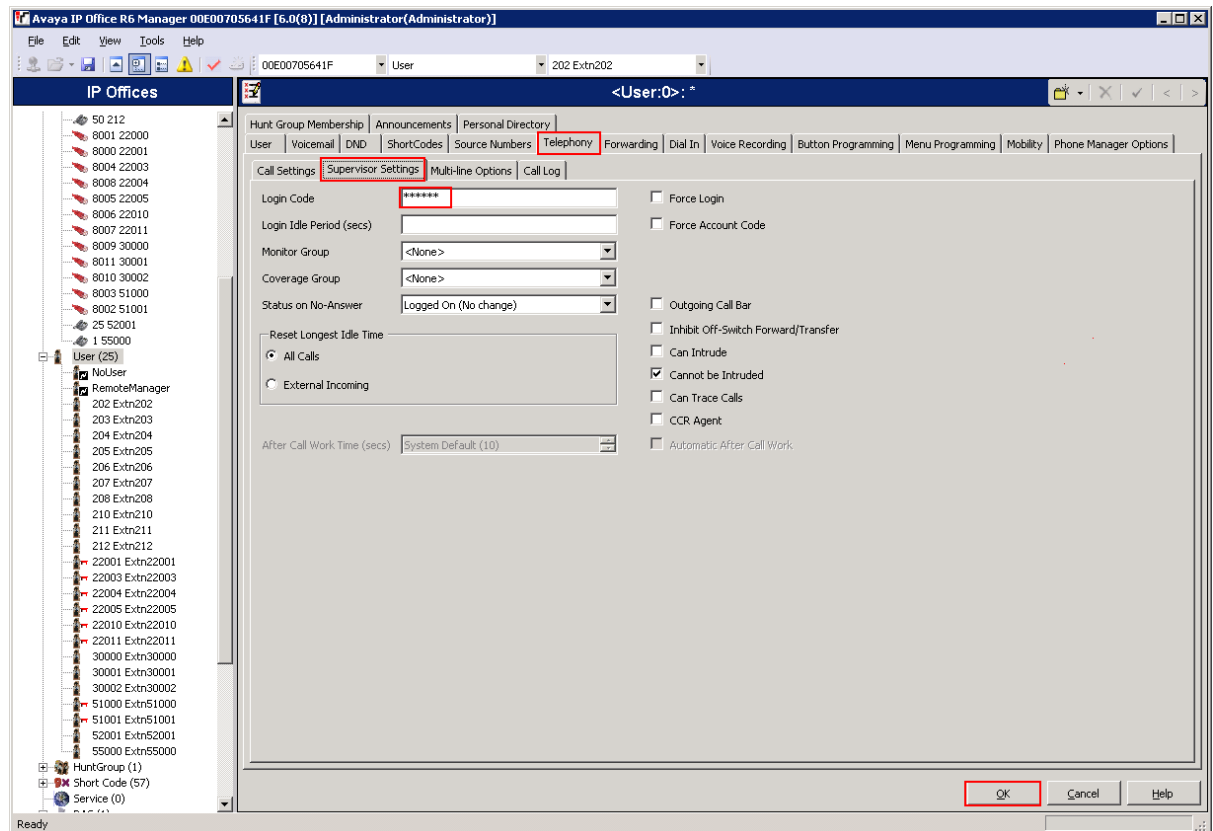 Avaya IP Office R6 Manager 00E00705641F [6.0(8)] [Administrator(Administrator)]
File Edit View Tools Help
00E00705641F User 202 Extn202
IP Offices
50 212
8001 22000
8000 22001
8004 22003
8008 22004
8005 22005
8006 22010
8007 22011
8009 30000
8011 30001
8010 30002
8003 51000
8002 51001
25 52001
1 55000
User (25)
NoUser
RemoteManager
202 Extn202
203 Extn203
204 Extn204
205 Extn205
206 Extn206
207 Extn207
208 Extn208
210 Extn210
211 Extn211
212 Extn212
22001 Extn22001
22003 Extn22003
22004 Extn22004
22005 Extn22005
22010 Extn22010
22011 Extn22011
30000 Extn30000
30001 Extn30001
30002 Extn30002
51000 Extn51000
51001 Extn51001
52001 Extn52001
55000 Extn55000
HuntGroup (1)
Short Code (57)
Service (0)
<User:0>: *
Hunt Group Membership Announcements Personal Directory
User Voicemail DND ShortCodes Source Numbers Telephony Forwarding Dial In Voice Recording Button Programming Menu Programming Mobility Phone Manager Options
Call Settings Supervisor Settings Multi-line Options Call Log
Login Code ****** Force Login
Login Idle Period (secs) Force Account Code
Monitor Group <None>
Coverage Group <None>
Status on No-Answer Logged On (No change) Outgoing Call Bar
Inhibit Off-Switch Forward/Transfer
Reset Longest Idle Time
All Calls Can Intrude
Cannot be Intruded
External Incoming
Can Trace Calls
CCR Agent
After Call Work Time (secs) System Default (10) Automatic After Call Work
OK Cancel Help
Ready